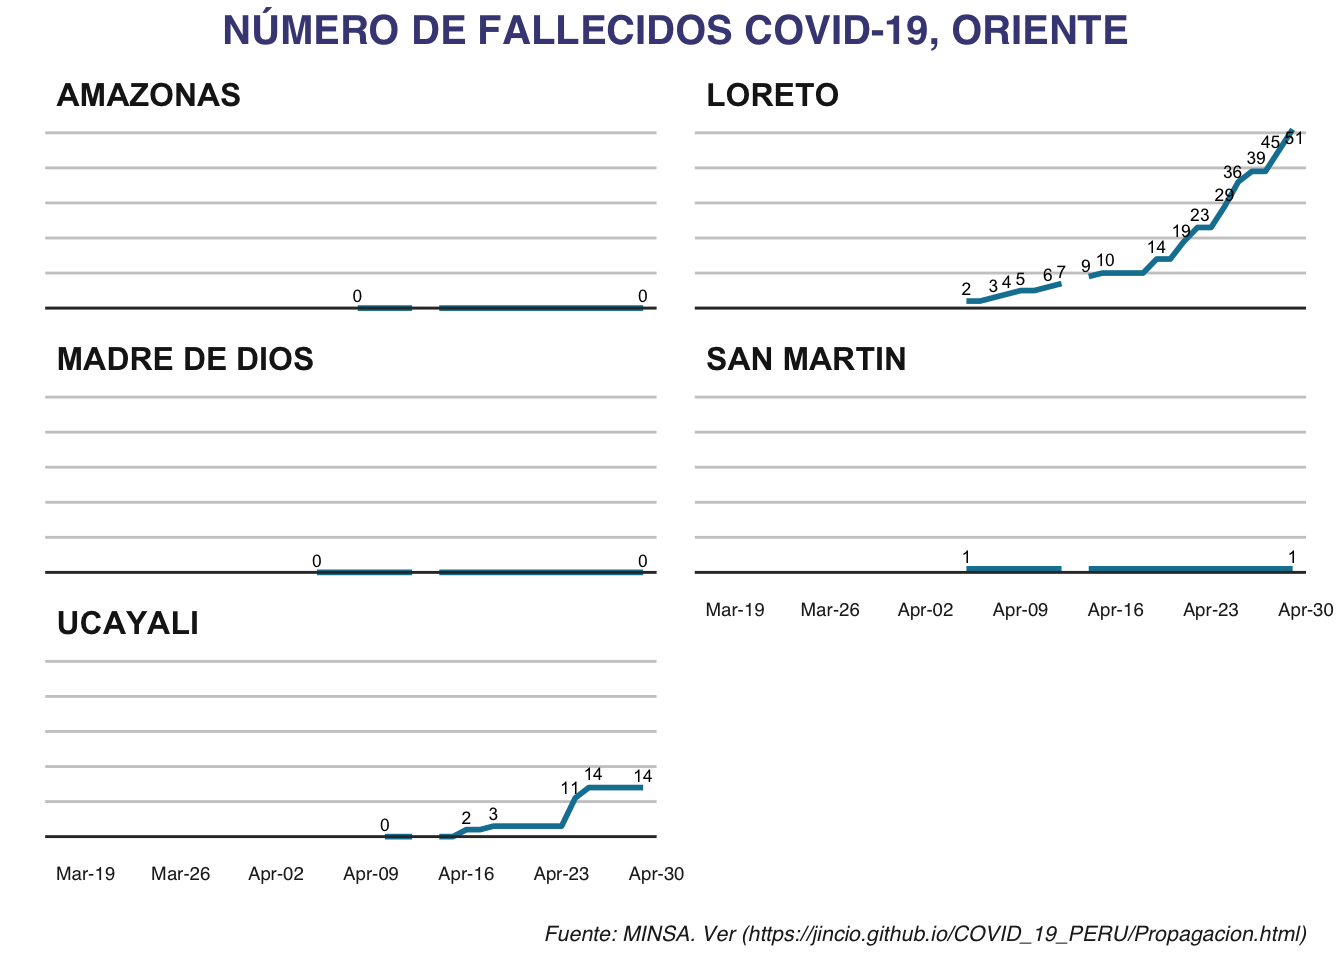 NÚMERO DE FALLECIDOS COVID-19, ORIENTE
AMAZONAS
0 0
LORETO
2 3 4 5 6 7 9 10 14 19 23 29 36 39 45 51
MADRE DE DIOS
0 0
SAN MARTIN
1 1
Mar-19 Mar-26 Apr-02 Apr-09 Apr-16 Apr-23 Apr-30
UCAYALI
0 2 3 11 14 14
Mar-19 Mar-26 Apr-02 Apr-09 Apr-16 Apr-23 Apr-30
Fuente: MINSA. Ver (https://jincio.github.io/COVID_19_PERU/Propagacion.html)